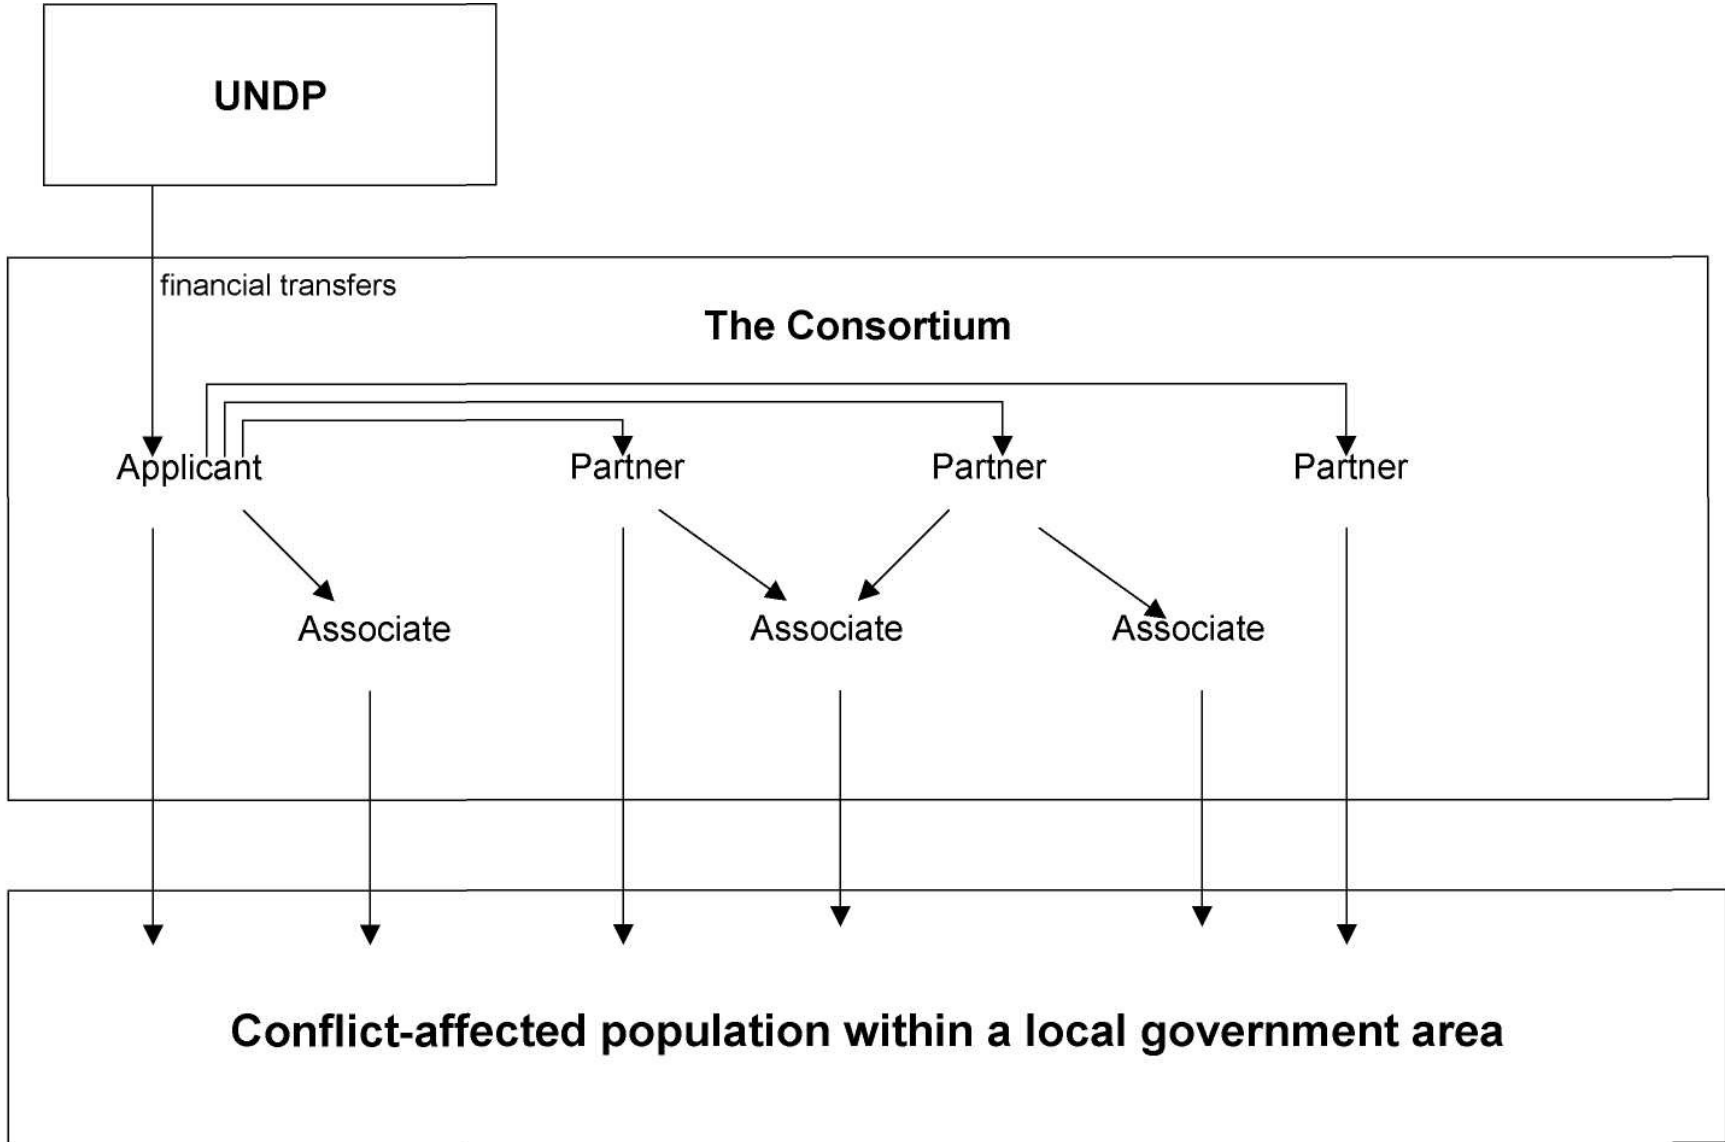 UNDP
financial transfers
The Consortium
Applicant Partner Partner Partner
Associate Associate Associate
Conflict-affected population within a local government area